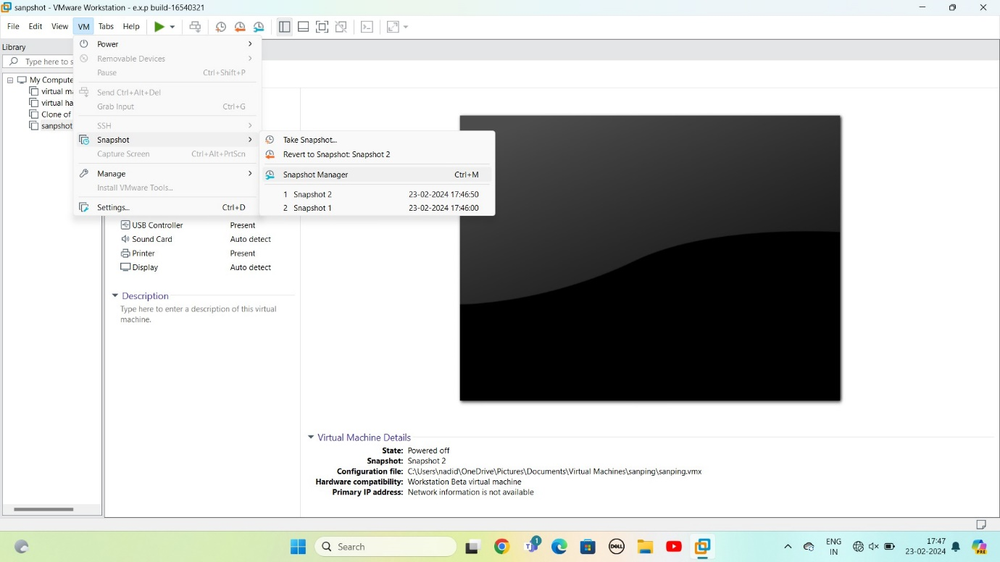 sanpshot - VMware Workstation - e.x.p build-16540321
File Edit View VM Tabs Help
Library
Type here to s
My Compute
virtual ma
virtual ha
Clone of
sanpshot
Power
Removable Devices
Pause Ctrl+Shift+P
Send Ctrl+Alt+Del
Grab Input Ctrl+G
SSH
Snapshot
Capture Screen Ctrl+Alt+PrtScn
Manage
Install VMware Tools...
Settings... Ctrl+D
Take Snapshot...
Revert to Snapshot: Snapshot 2
Snapshot Manager Ctrl+M
1 Snapshot 2 23-02-2024 17:46:50
2 Snapshot 1 23-02-2024 17:46:00
USB Controller Present
Sound Card Auto detect
Printer Present
Display Auto detect
Description
Type here to enter a description of this virtual
machine.
Virtual Machine Details
State: Powered off
Snapshot: Snapshot 2
Configuration file: C:\Users\nadid\OneDrive\Pictures\Documents\Virtual Machines\sanping\sanping.vmx
Hardware compatibility: Workstation Beta virtual machine
Primary IP address: Network information is not available
Search
1
DELL
ENG
IN
17:47
23-02-2024
PRE